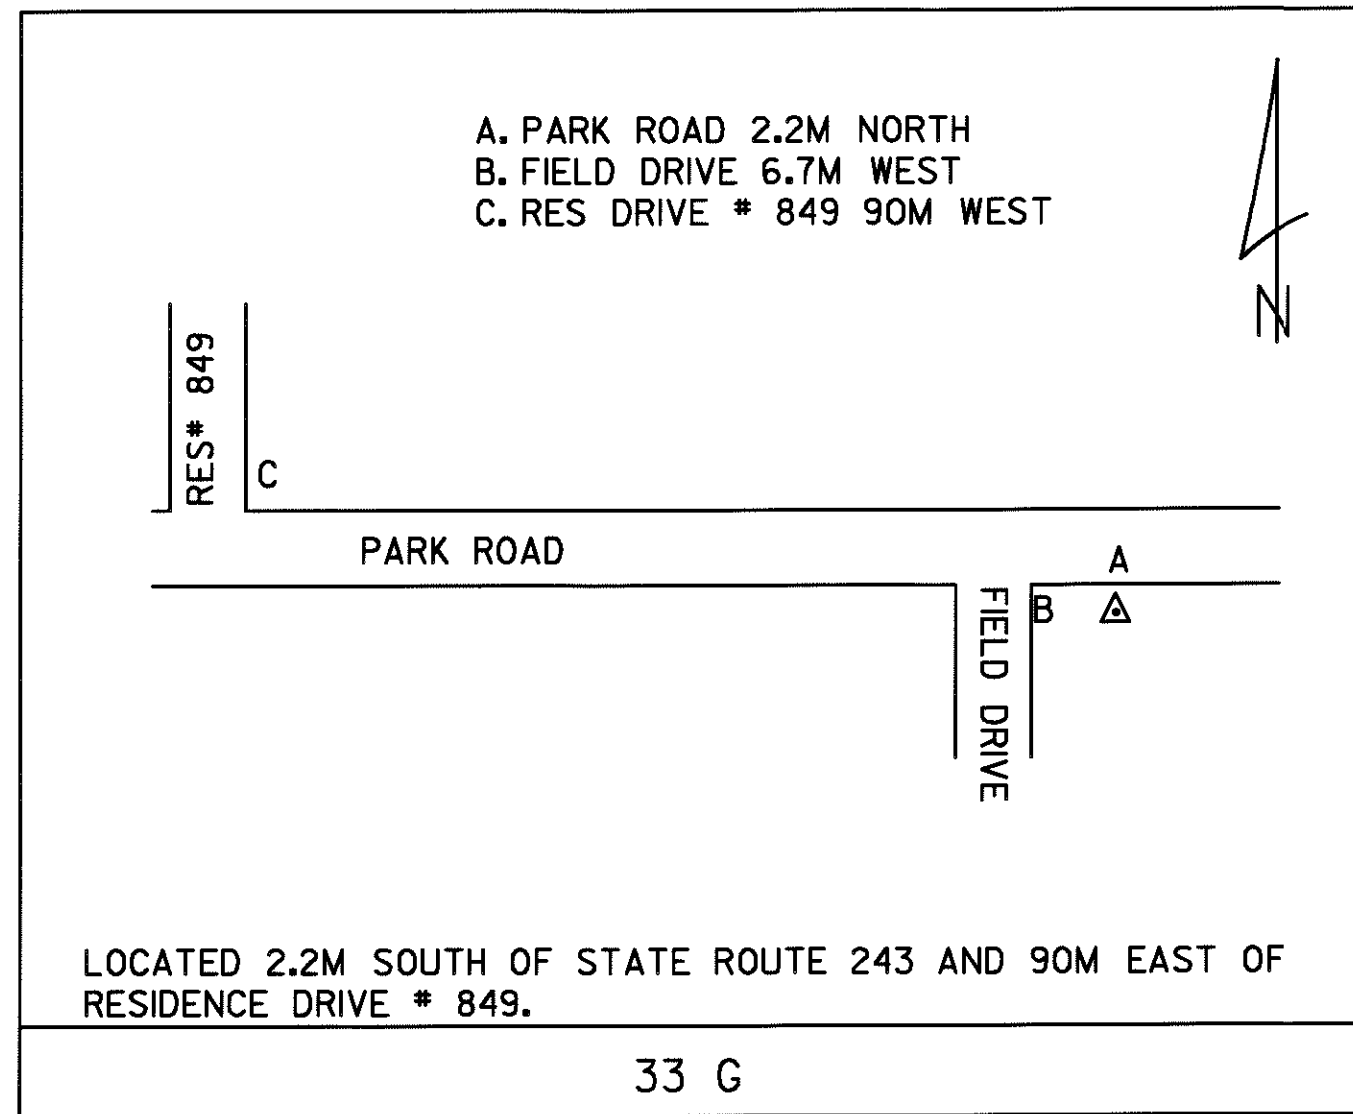 A. PARK ROAD 2.2M NORTH
B. FIELD DRIVE 6.7M WEST
C. RES DRIVE # 849 90M WEST
N
RES# 849
C
PARK ROAD
A
B
FIELD DRIVE
LOCATED 2.2M SOUTH OF STATE ROUTE 243 AND 90M EAST OF
RESIDENCE DRIVE # 849.
33 G